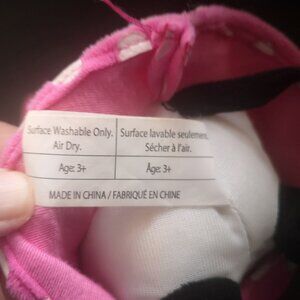 Surface Washable Only.
Air Dry.
Surface lavable seulement.
Sécher à l'air.
Age: 3+
Âge: 3+
MADE IN CHINA / FABRIQUÉ EN CHINE